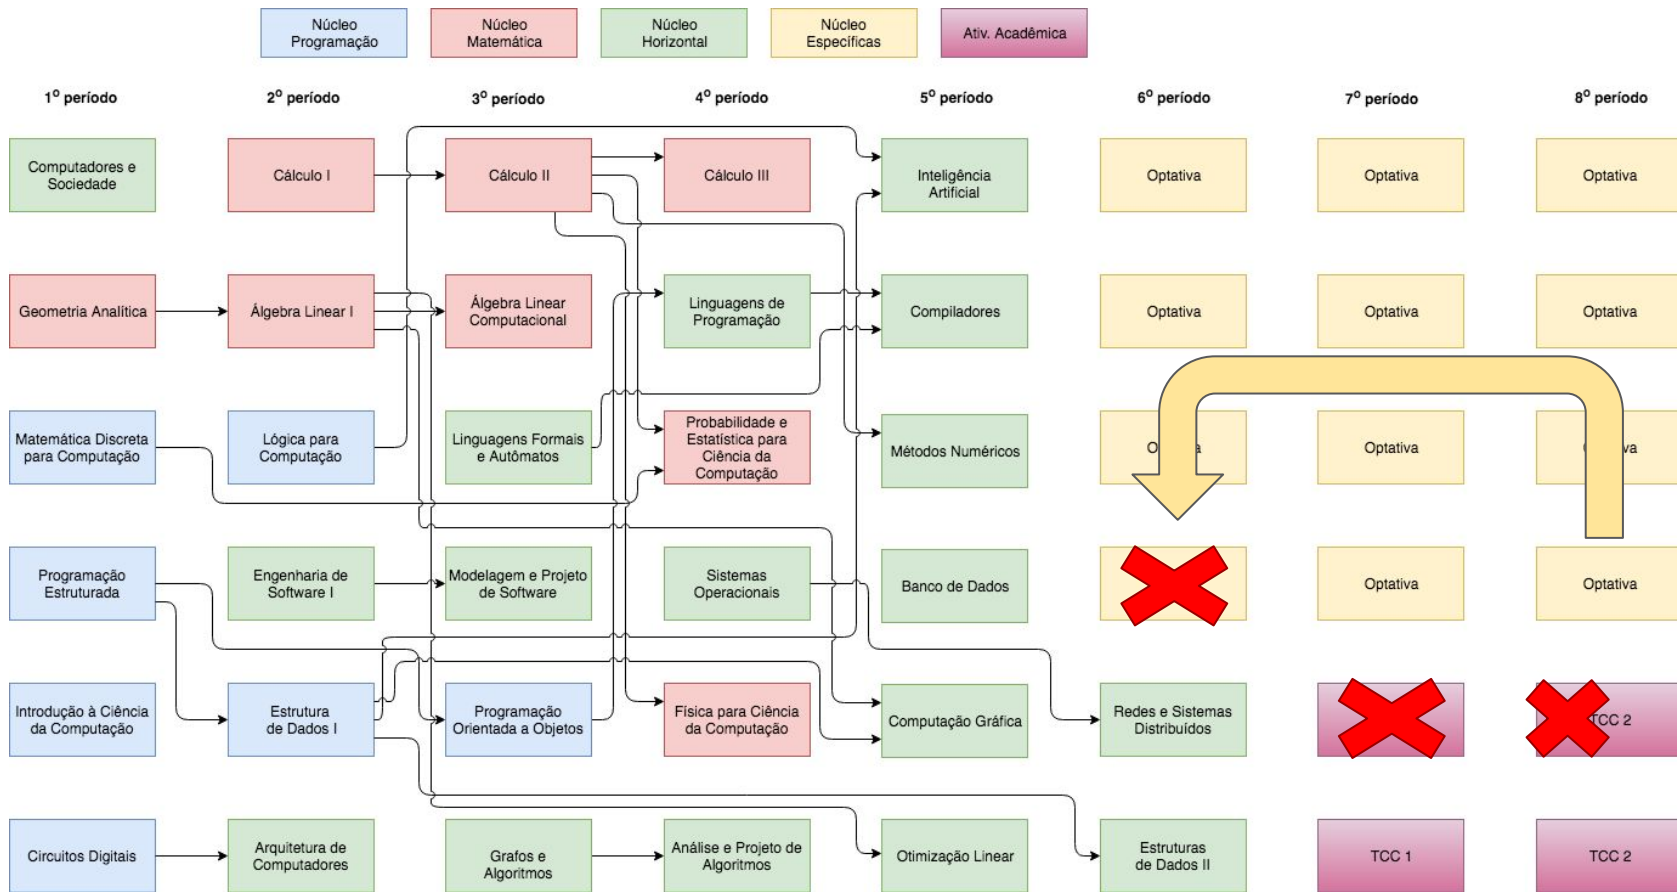 Núcleo
Programação
Núcleo
Matemática
Núcleo
Horizontal
Núcleo
Específicas
Ativ. Acadêmica
1º período
2º período
3º período
4º período
5º período
6º período
7º período
8º período
Computadores e
Sociedade
Cálculo I
Cálculo II
Cálculo III
Inteligência
Artificial
Optativa
Optativa
Optativa
Geometria Analítica
Álgebra Linear I
Álgebra Linear
Computacional
Linguagens de
Programação
Compiladores
Optativa
Optativa
Optativa
Matemática Discreta
para Computação
Lógica para
Computação
Linguagens Formais
e Autômatos
Probabilidade e
Estatística para
Ciência da
Computação
Métodos Numéricos
Optativa
Programação
Estruturada
Engenharia de
Software I
Modelagem e Projeto
de Software
Sistemas
Operacionais
Banco de Dados
Optativa
Optativa
Introdução à Ciência
da Computação
Estrutura
de Dados I
Programação
Orientada a Objetos
Física para Ciência
da Computação
Computação Gráfica
Redes e Sistemas
Distribuídos
TCC 2
Circuitos Digitais
Arquitetura de
Computadores
Grafos e
Algoritmos
Análise e Projeto de
Algoritmos
Otimização Linear
Estruturas
de Dados II
TCC 1
TCC 2